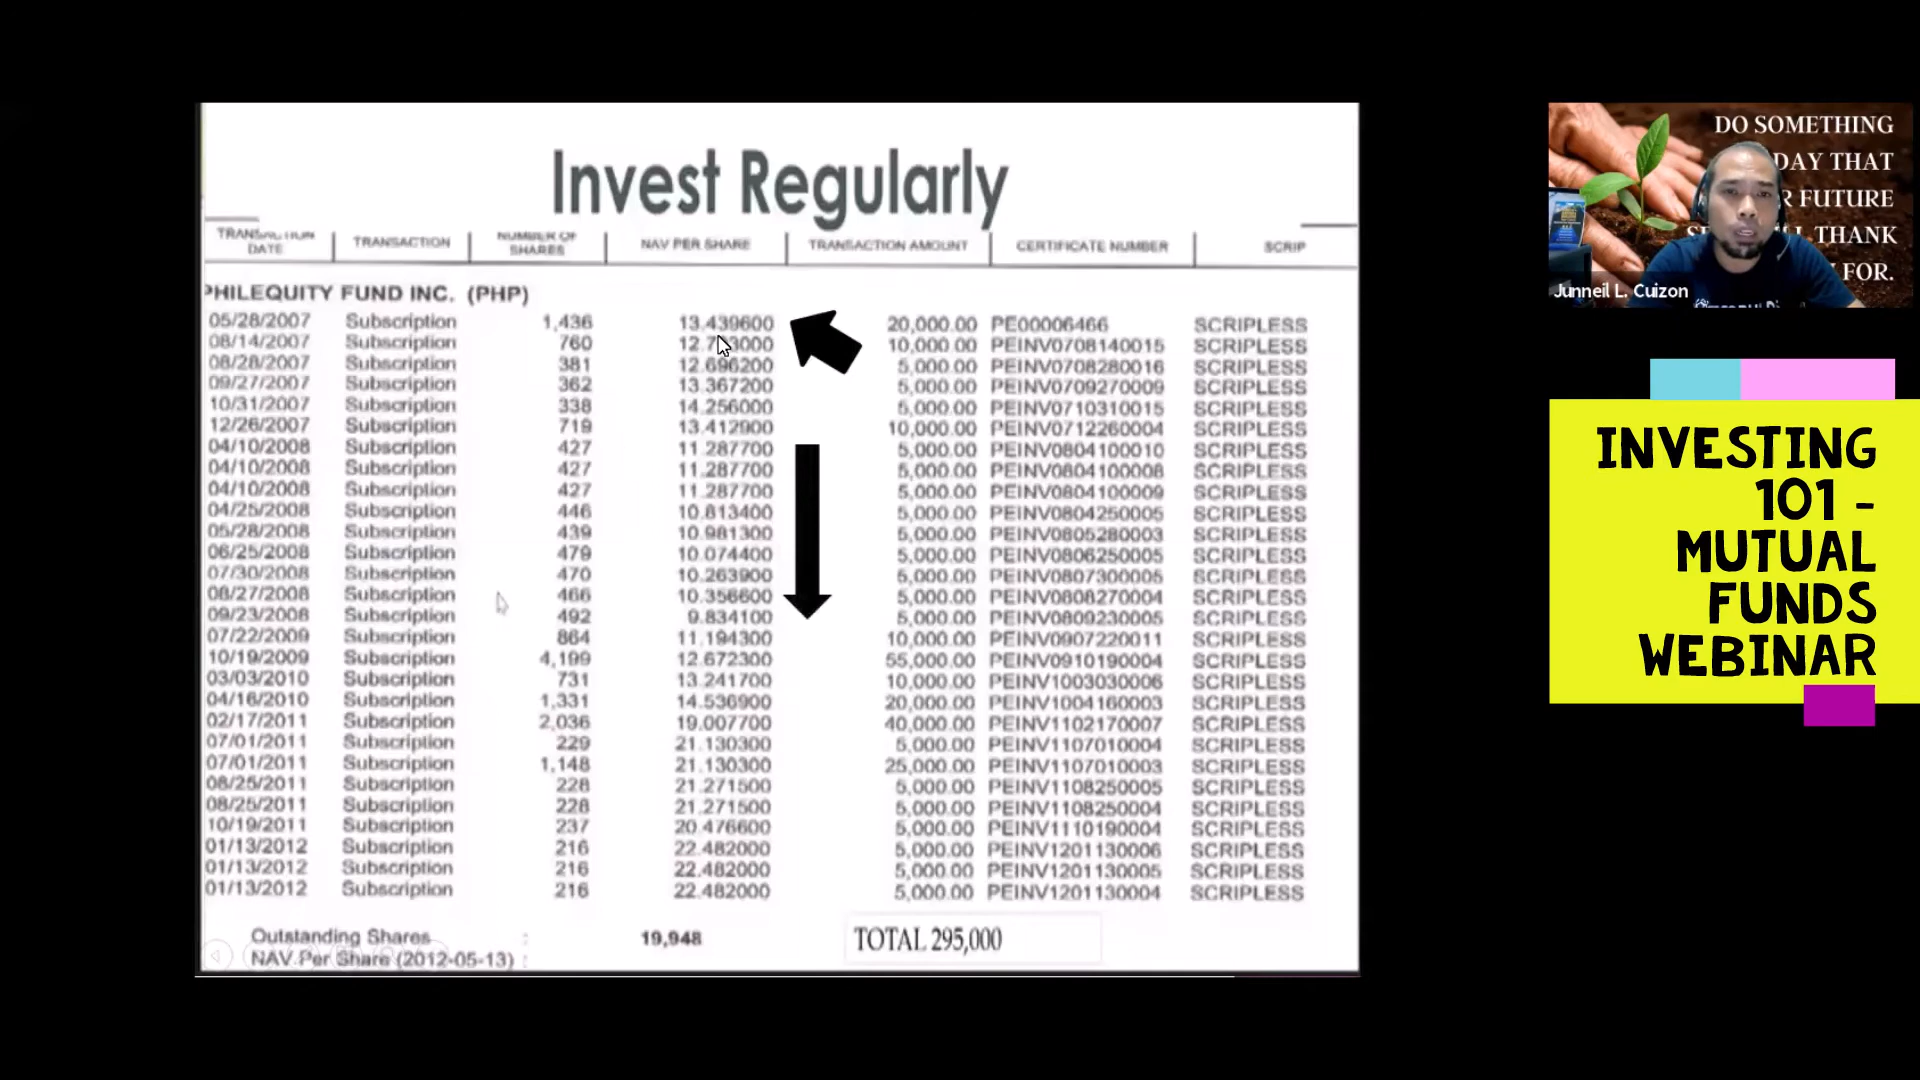 Invest Regularly
TRANSACTION DATE TRANSACTION NUMBER OF SHARES NAV PER SHARE TRANSACTION AMOUNT CERTIFICATE NUMBER SCRIP
PHILEQUITY FUND INC. (PHP)
05/28/2007 Subscription 1,436 13.439600 20,000.00 PE00006466 SCRIPLESS
08/14/2007 Subscription 760 10,000.00 PEINV0708140015 SCRIPLESS
08/28/2007 Subscription 381 12.696200 5,000.00 PEINV0708280016 SCRIPLESS
09/27/2007 Subscription 362 13.367200 5,000.00 PEINV0709270009 SCRIPLESS
10/31/2007 Subscription 338 14.256000 5,000.00 PEINV0710310015 SCRIPLESS
12/26/2007 Subscription 719 13.412900 10,000.00 PEINV0712260004 SCRIPLESS
04/10/2008 Subscription 427 11.287700 5,000.00 PEINV0804100010 SCRIPLESS
04/10/2008 Subscription 427 11.287700 5,000.00 PEINV0804100008 SCRIPLESS
04/10/2008 Subscription 427 11.287700 5,000.00 PEINV0804100009 SCRIPLESS
04/25/2008 Subscription 446 10.813400 5,000.00 PEINV0804250005 SCRIPLESS
05/28/2008 Subscription 439 10.981300 5,000.00 PEINV0805280003 SCRIPLESS
06/25/2008 Subscription 479 10.074400 5,000.00 PEINV0806250005 SCRIPLESS
07/30/2008 Subscription 470 10.263900 5,000.00 PEINV0807300005 SCRIPLESS
08/27/2008 Subscription 466 10.356600 5,000.00 PEINV0808270004 SCRIPLESS
09/23/2008 Subscription 492 9.834100 5,000.00 PEINV0809230005 SCRIPLESS
07/22/2009 Subscription 864 11.194300 10,000.00 PEINV0907220011 SCRIPLESS
10/19/2009 Subscription 4,199 12.672300 55,000.00 PEINV0910190004 SCRIPLESS
03/03/2010 Subscription 731 13.241700 10,000.00 PEINV1003030006 SCRIPLESS
04/16/2010 Subscription 1,331 14.536900 20,000.00 PEINV1004160003 SCRIPLESS
02/17/2011 Subscription 2,036 19.007700 40,000.00 PEINV1102170007 SCRIPLESS
07/01/2011 Subscription 229 21.130300 5,000.00 PEINV1107010004 SCRIPLESS
07/01/2011 Subscription 1,148 21.130300 25,000.00 PEINV1107010003 SCRIPLESS
08/25/2011 Subscription 228 21.271500 5,000.00 PEINV1108250005 SCRIPLESS
08/25/2011 Subscription 228 21.271500 5,000.00 PEINV1108250004 SCRIPLESS
10/19/2011 Subscription 237 20.476600 5,000.00 PEINV1110190004 SCRIPLESS
01/13/2012 Subscription 216 22.482000 5,000.00 PEINV1201130006 SCRIPLESS
01/13/2012 Subscription 216 22.482000 5,000.00 PEINV1201130005 SCRIPLESS
01/13/2012 Subscription 216 22.482000 5,000.00 PEINV1201130004 SCRIPLESS
Outstanding Shares : 19,948 TOTAL 295,000
NAV Per Share (2012-05-13) :
DO SOMETHING
DAY THAT
R FUTURE
THANK
FOR.
Junneil L. Cuizon
INVESTING
101 -
MUTUAL
FUNDS
WEBINAR